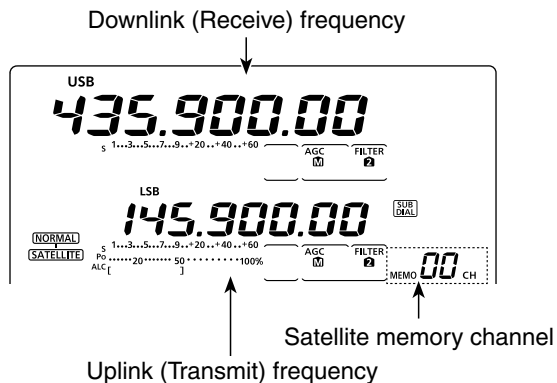 Downlink (Receive) frequency
USB
435.900.00
S 1...3...5...7...9..+20..+40..+60
AGC FILTER
M 2
LSB
145.900.00
SUB
DIAL
NORMAL
SATELLITE
S 1...3...5...7...9..+20..+40..+60
Po ......20...... 50 .......100%
ALC [ ]
AGC FILTER
M 2
MEMO 00 CH
Satellite memory channel
Uplink (Transmit) frequency